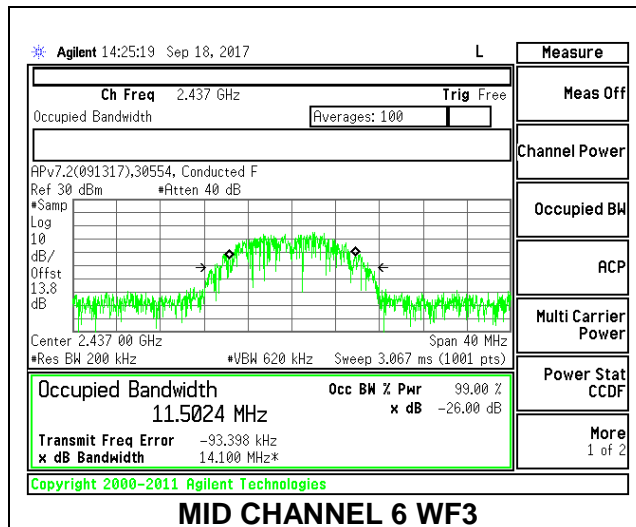 Agilent 14:25:19 Sep 18, 2017 L
Measure
Ch Freq 2.437 GHz Trig Free
Occupied Bandwidth Averages: 100
Meas Off
Channel Power
Occupied BW
ACP
Multi Carrier
Power
Power Stat
CCDF
More
1 of 2
APv7.2(091317),30554, Conducted F
Ref 30 dBm #Atten 40 dB
#Samp
Log
10
dB/
Offst
13.8
dB
Center 2.437 00 GHz Span 40 MHz
#Res BW 200 kHz #VBW 620 kHz Sweep 3.067 ms (1001 pts)
Occupied Bandwidth Occ BW % Pwr 99.00 %
11.5024 MHz x dB -26.00 dB
Transmit Freq Error -93.398 kHz
x dB Bandwidth 14.100 MHz*
Copyright 2000-2011 Agilent Technologies
MID CHANNEL 6 WF3